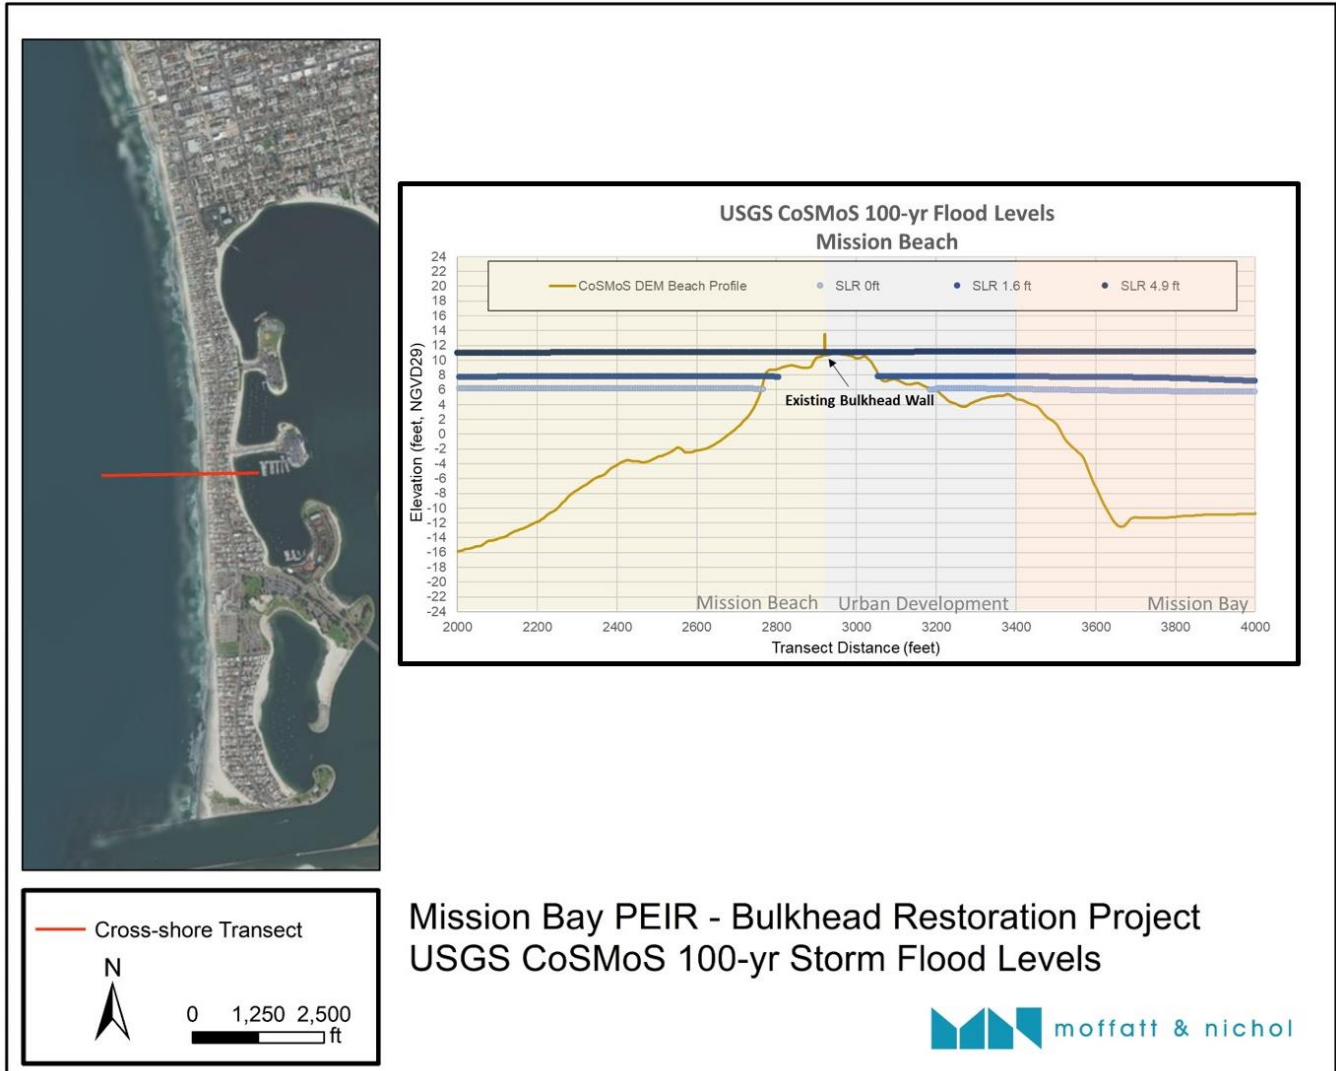 USGS CoSMoS 100-yr Flood Levels
Mission Beach
CoSMoS DEM Beach Profile
SLR 0ft
SLR 1.6 ft
SLR 4.9 ft
24
22
20
18
16
14
12
10
8
6
4
2
0
-2
-4
-6
-8
-10
-12
-14
-16
-18
-20
-22
-24
Elevation (feet, NGVD29)
Existing Bulkhead Wall
Mission Beach
Urban Development
Mission Bay
2000 2200 2400 2600 2800 3000 3200 3400 3600 3800 4000
Transect Distance (feet)
Cross-shore Transect
N
0 1,250 2,500
ft
Mission Bay PEIR - Bulkhead Restoration Project
USGS CoSMoS 100-yr Storm Flood Levels
moffatt & nichol